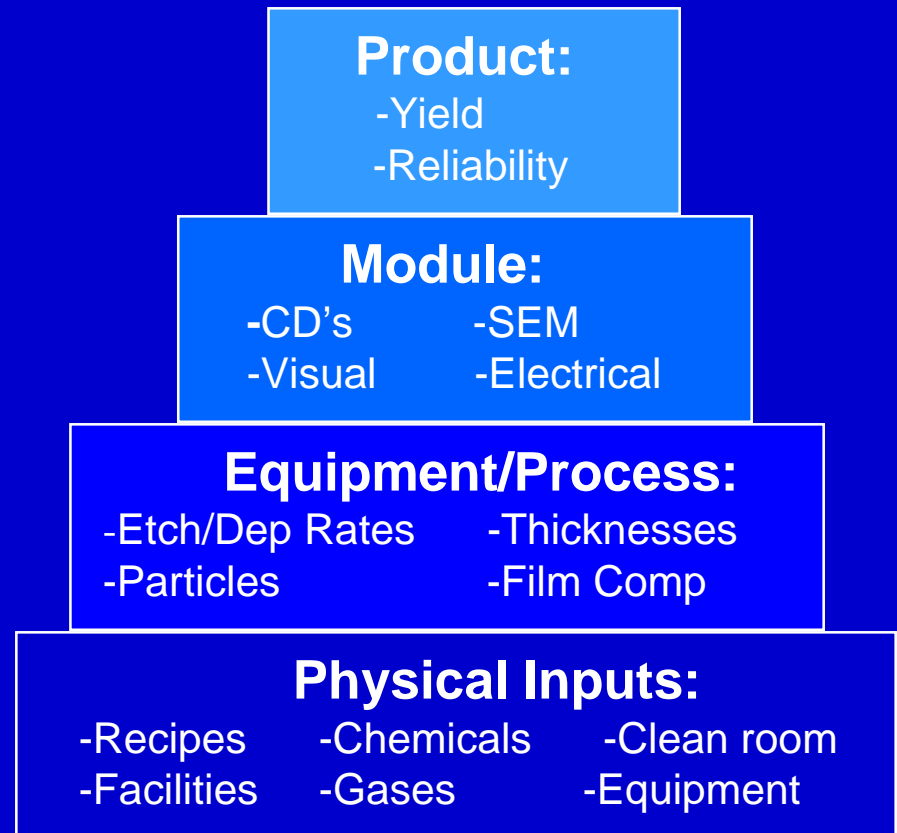 Product:
-Yield
-Reliability
Module:
-CD’s -SEM
-Visual -Electrical
Equipment/Process:
-Etch/Dep Rates -Thicknesses
-Particles -Film Comp
Physical Inputs:
-Recipes -Chemicals -Clean room
-Facilities -Gases -Equipment